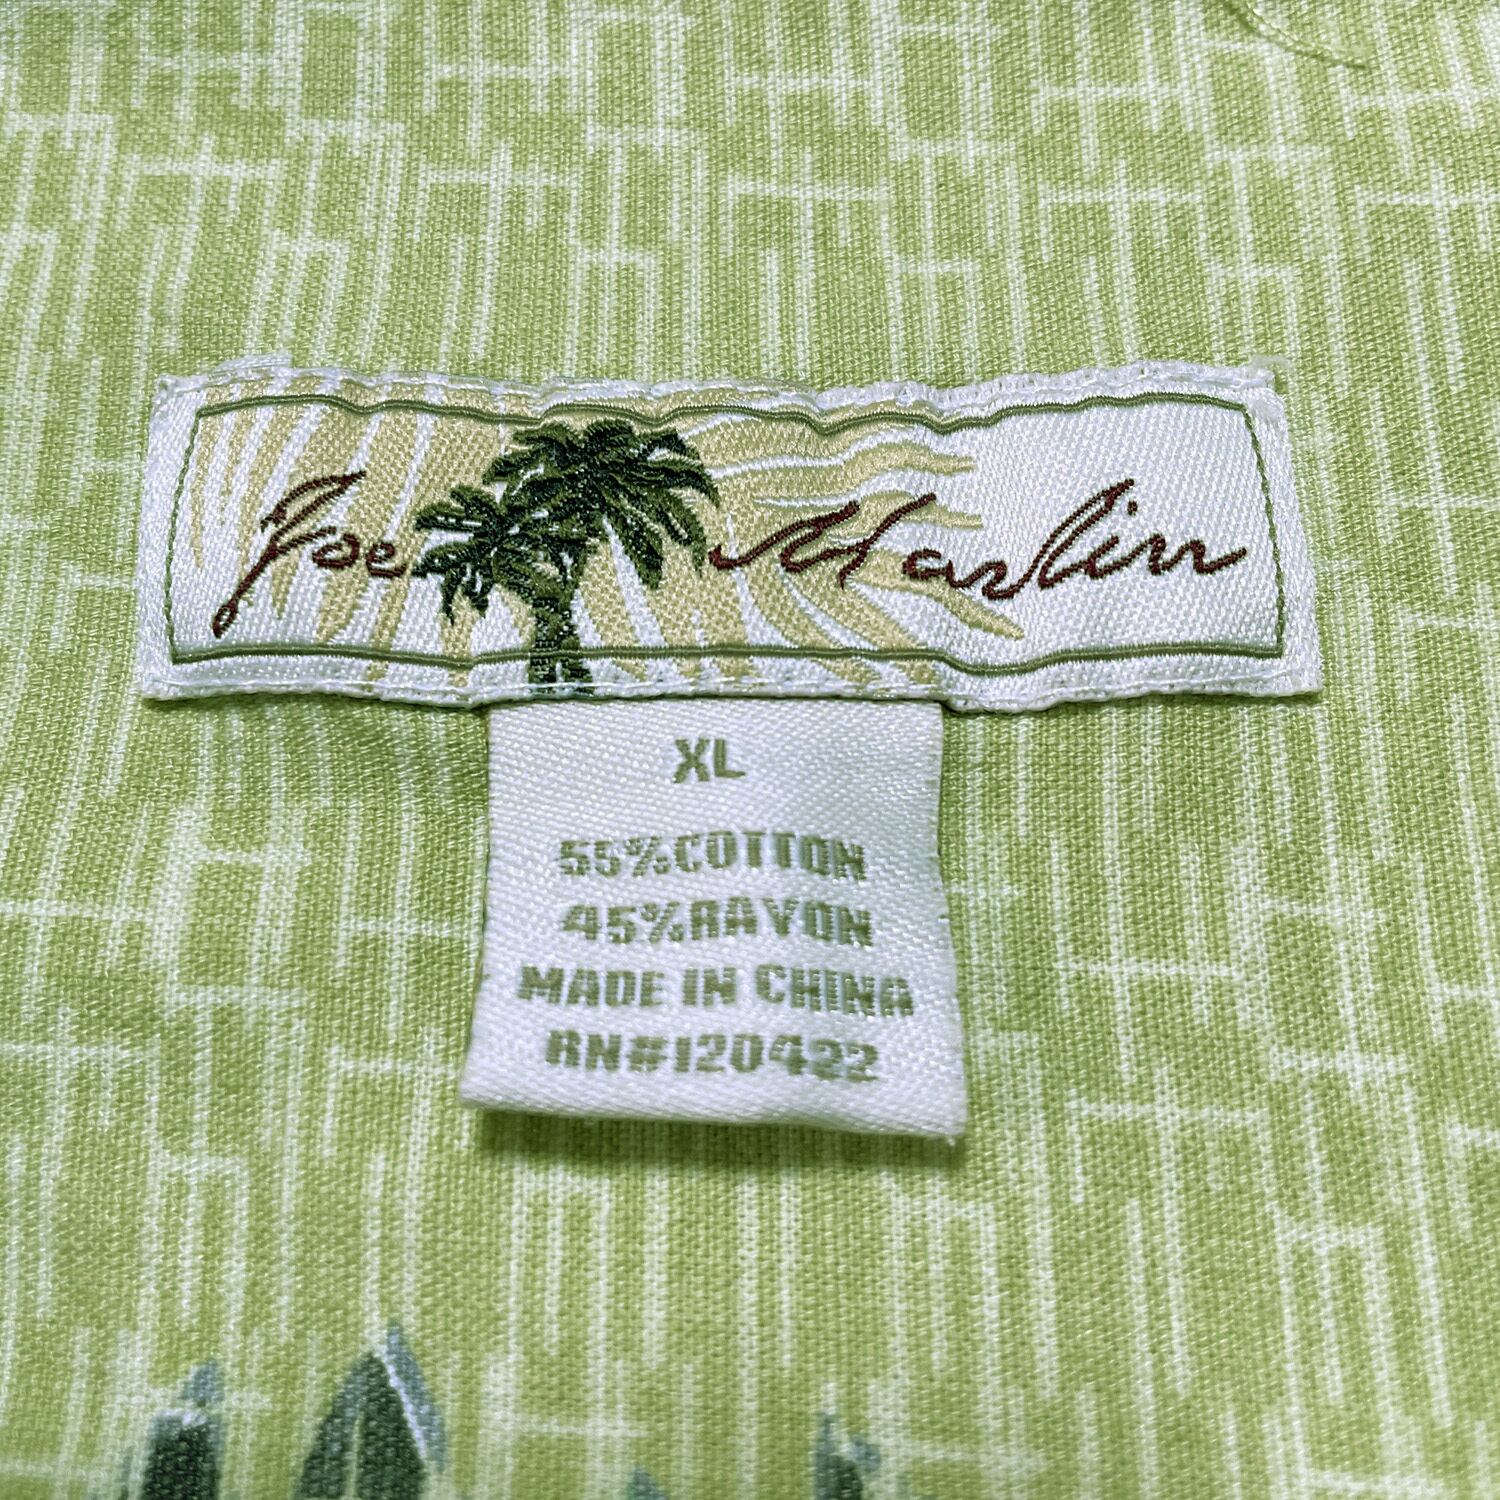 Joe Marlin
XL
55%COTTON
45%RAYON
MADE IN CHINA
RN#120422